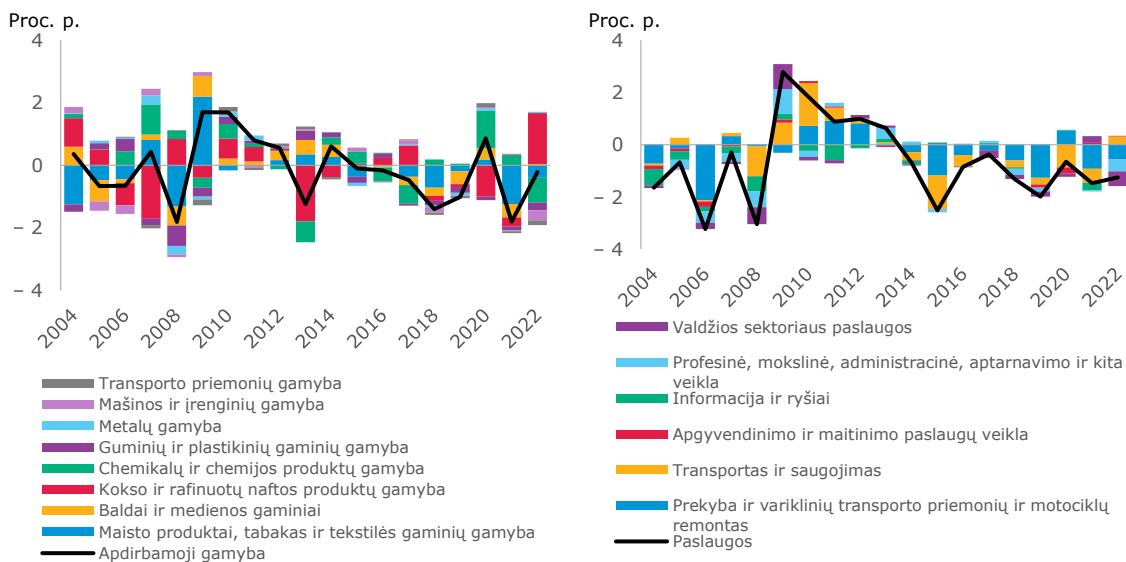 Proc. p.
4
2
0
– 2
– 4
2004
2006
2008
2010
2012
2014
2016
2018
2020
2022
Transporto priemonių gamyba
Mašinos ir įrenginių gamyba
Metalų gamyba
Guminių ir plastikinių gaminių gamyba
Chemikalų ir chemijos produktų gamyba
Kokso ir rafinuotų naftos produktų gamyba
Baldai ir medienos gaminiai
Maisto produktai, tabakas ir tekstilės gaminių gamyba
Apdirbamoji gamyba
Proc. p.
4
2
0
– 2
– 4
2004
2006
2008
2010
2012
2014
2016
2018
2020
2022
Valdžios sektoriaus paslaugos
Profesinė, mokslinė, administracinė, aptarnavimo ir kita
veikla
Informacija ir ryšiai
Apgyvendinimo ir maitinimo paslaugų veikla
Transportas ir saugojimas
Prekyba ir variklinių transporto priemonių ir motociklų
remontas
Paslaugos